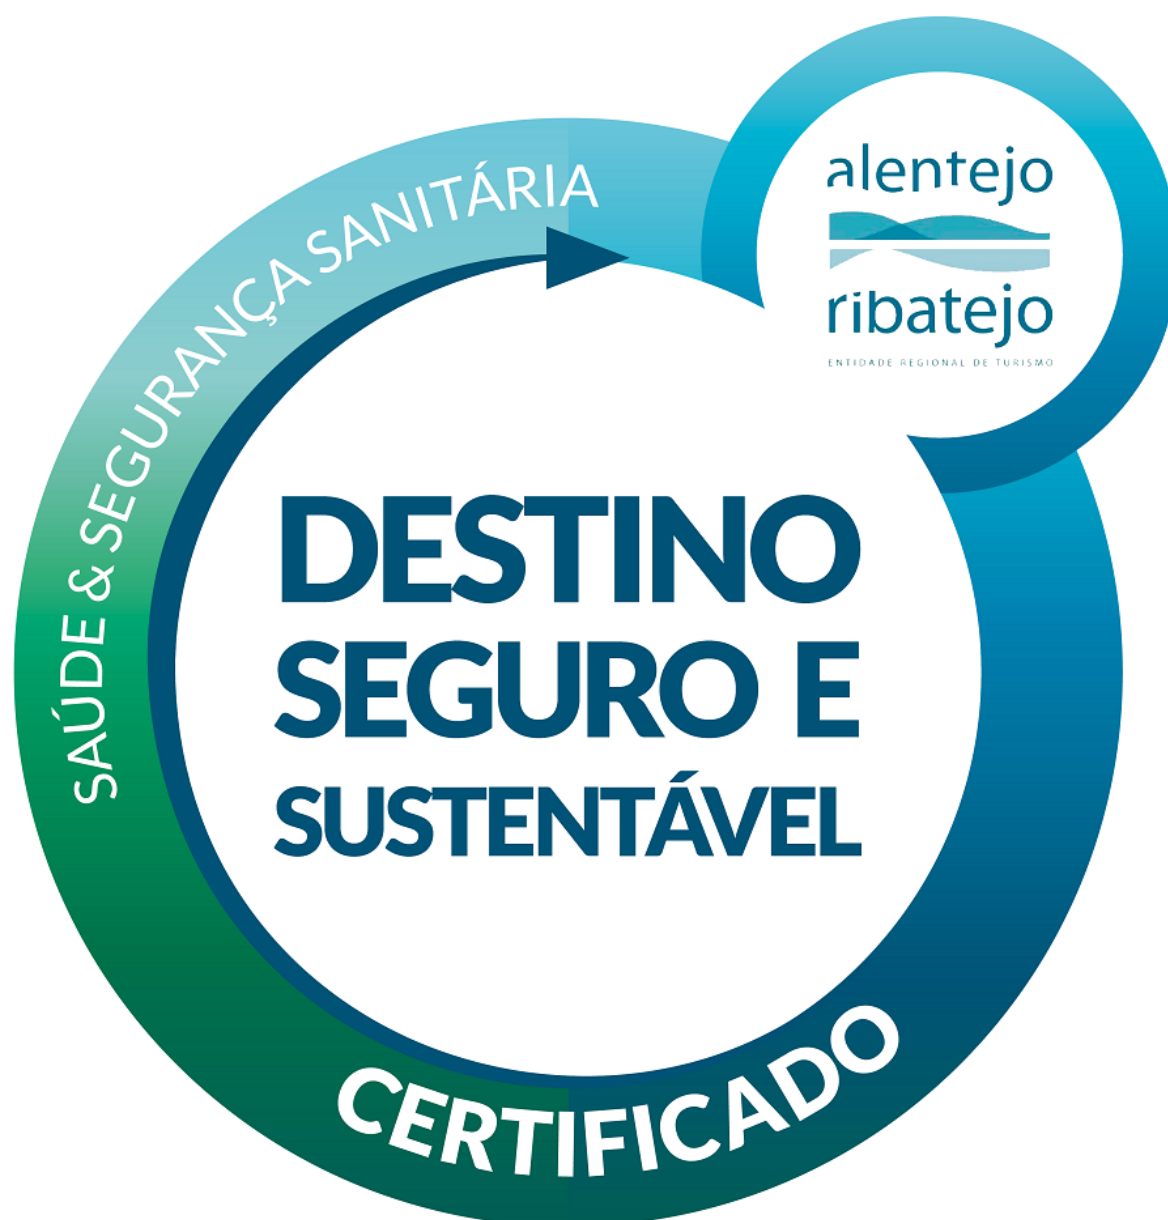 SAÚDE & SEGURANÇA SANITÁRIA
alentejo
ribatejo
ENTIDADE REGIONAL DE TURISMO
DESTINO
SEGURO E
SUSTENTÁVEL
CERTIFICADO